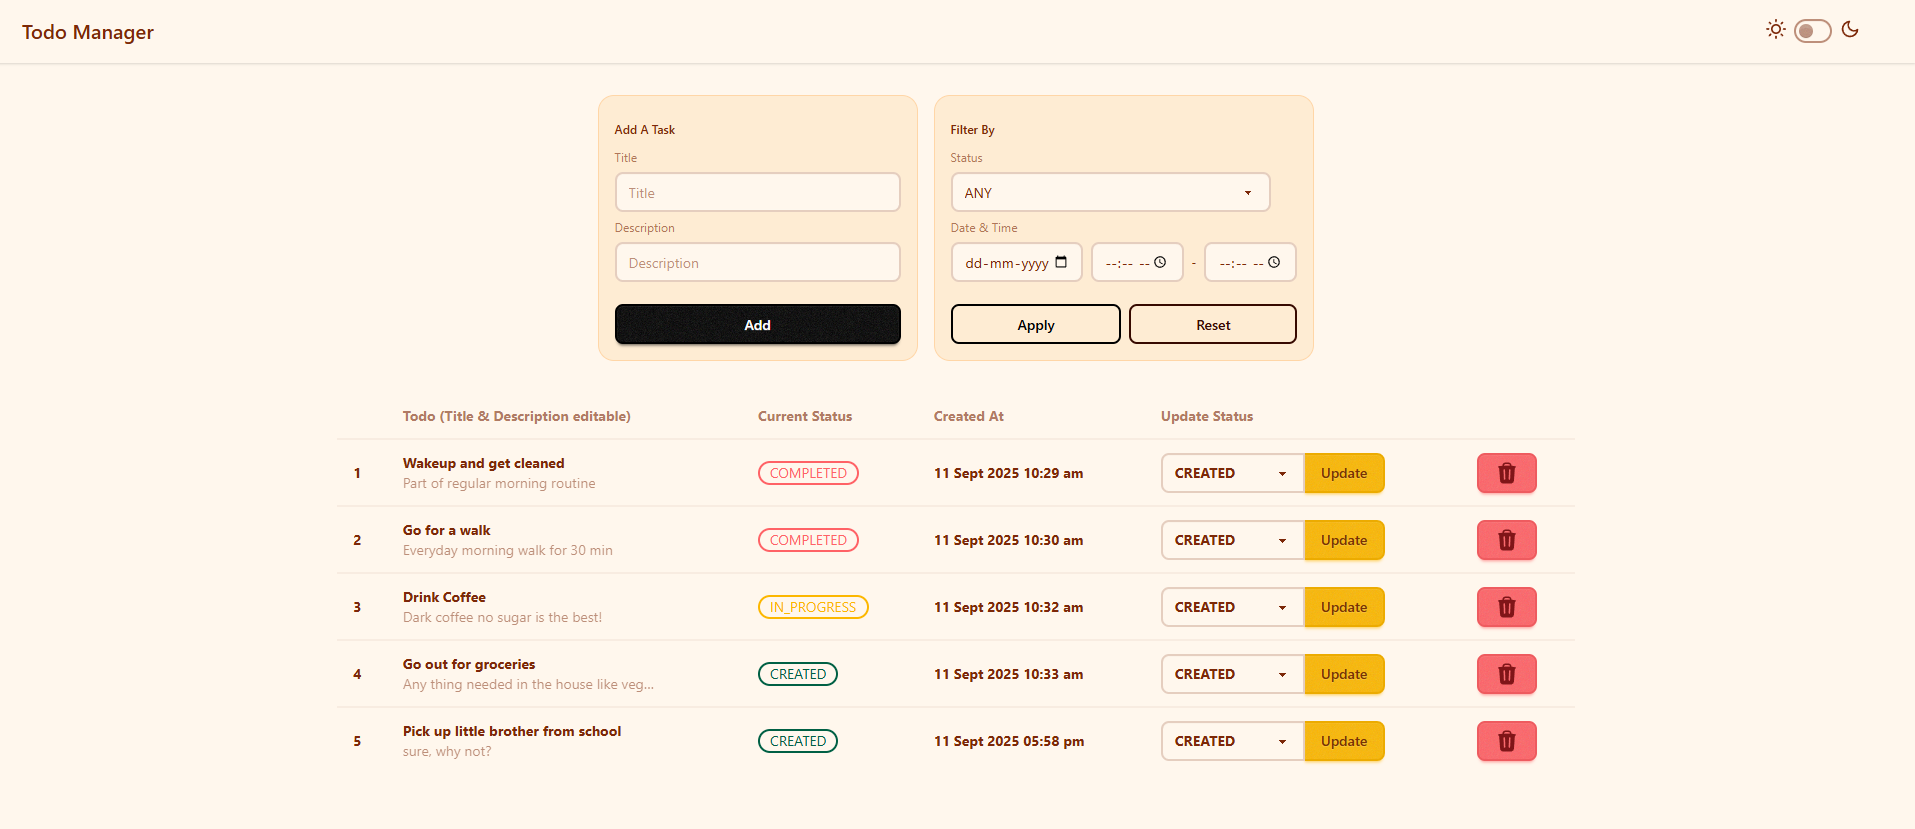 Todo Manager
Add A Task
Title
Title
Description
Description
Add
Filter By
Status
ANY
Date & Time
dd-mm-yyyy --:-- -- - --:-- --
Apply Reset
Todo (Title & Description editable) Current Status Created At Update Status
1 Wakeup and get cleaned COMPLETED 11 Sept 2025 10:29 am CREATED Update
Part of regular morning routine
2 Go for a walk COMPLETED 11 Sept 2025 10:30 am CREATED Update
Everyday morning walk for 30 min
3 Drink Coffee IN_PROGRESS 11 Sept 2025 10:32 am CREATED Update
Dark coffee no sugar is the best!
4 Go out for groceries CREATED 11 Sept 2025 10:33 am CREATED Update
Any thing needed in the house like veg...
5 Pick up little brother from school CREATED 11 Sept 2025 05:58 pm CREATED Update
sure, why not?